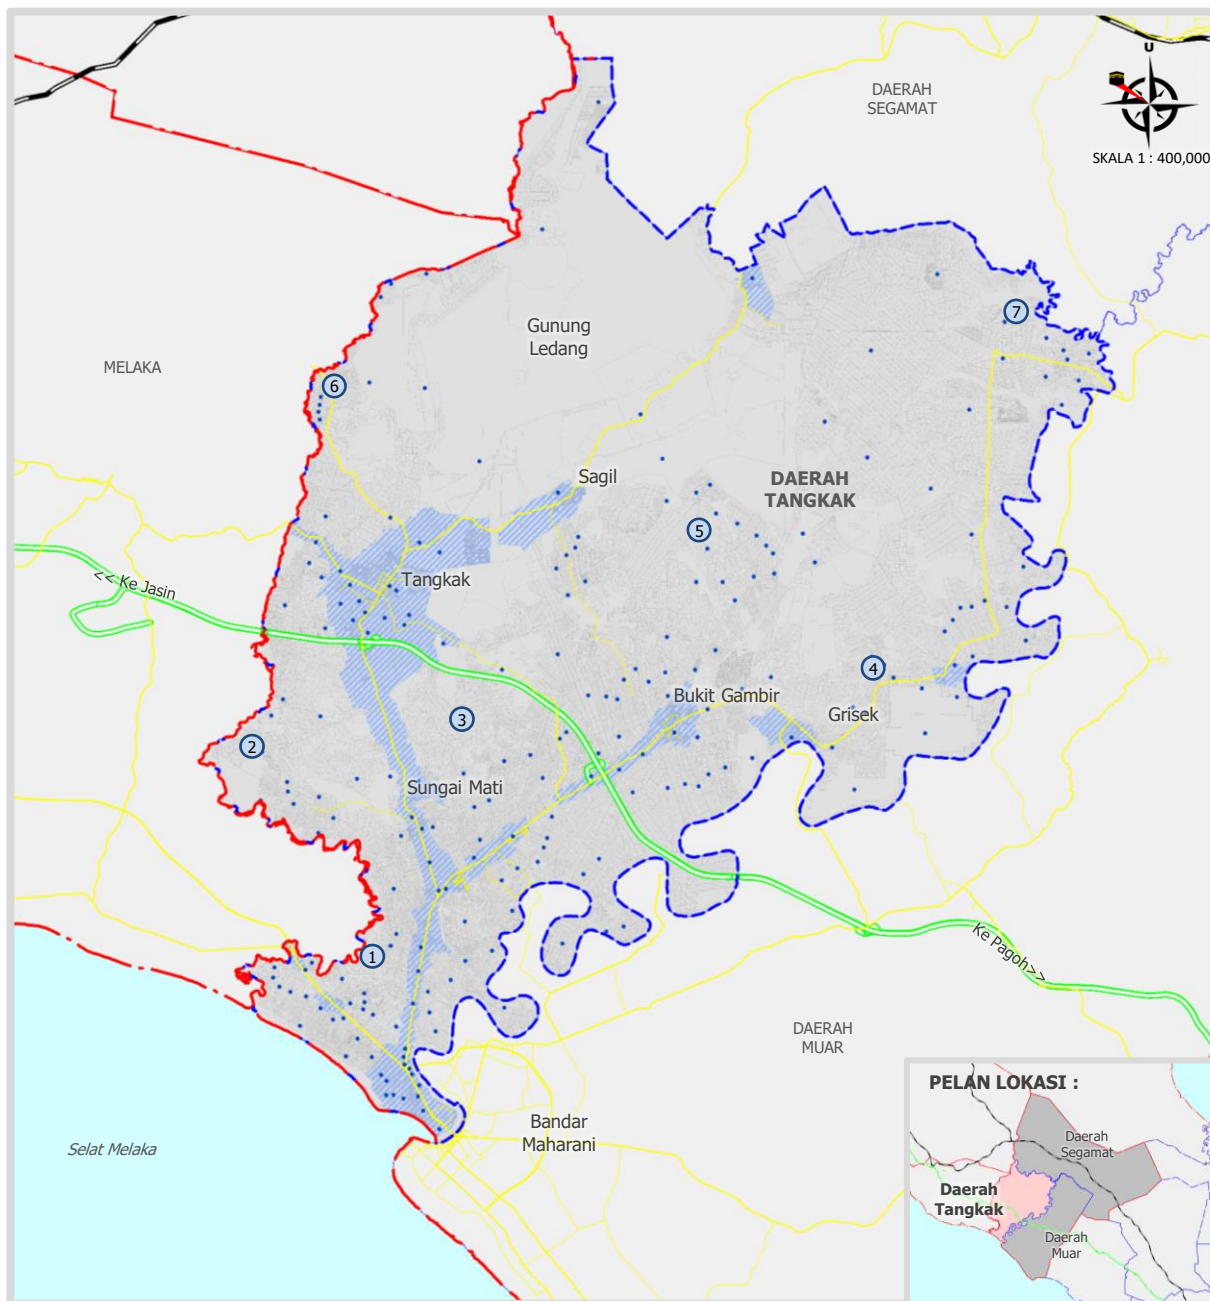 DAERAH
SEGAMAT
U
SKALA 1 : 400,000
Gunung
Ledang
7
MELAKA
6
Sagil
DAERAH
TANGKAK
5
<< Ke Jasin
Tangkak
4
Bukit Gambir
Grisek
3
2
Sungai Mati
1
Ke Pagoh>>
DAERAH
MUAR
Selat Melaka
Bandar
Maharani
PELAN LOKASI :
Daerah
Segamat
Daerah
Tangkak
Daerah
Muar